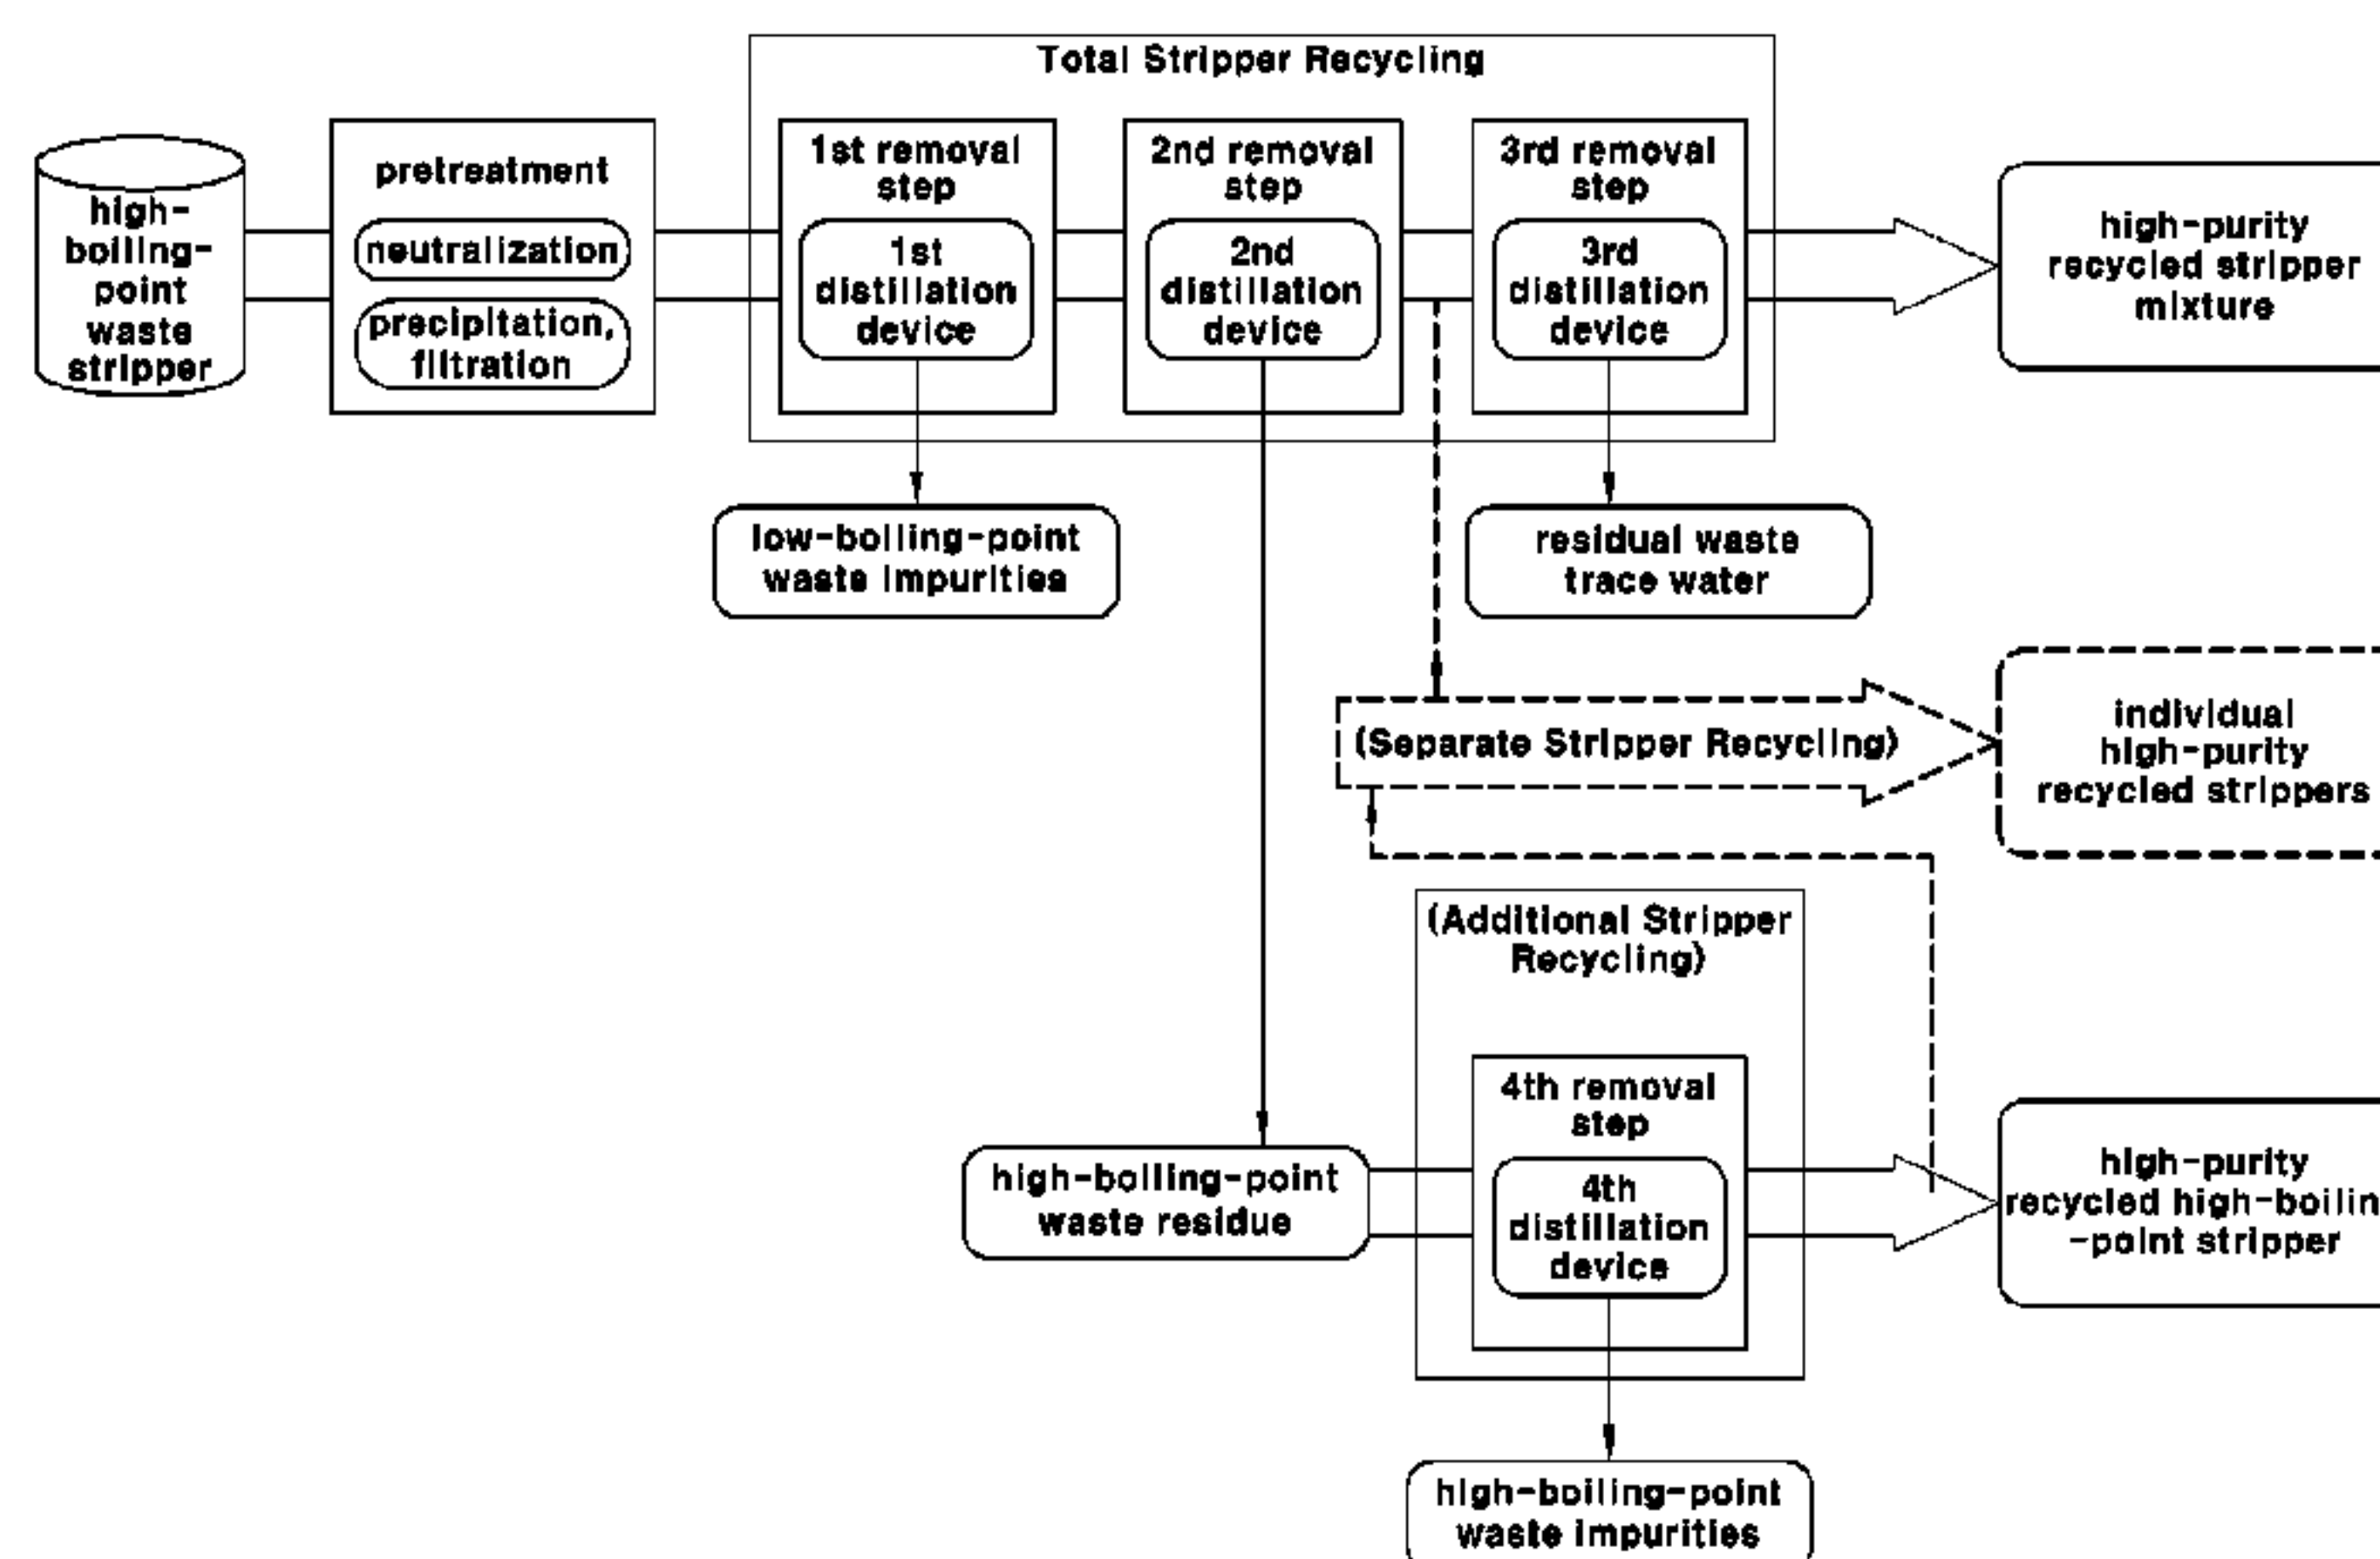 Total Stripper Recycling
high-
boiling-
point
waste
stripper
pretreatment
neutralization
precipitation,
filtration
1st removal
step
1st
distillation
device
2nd removal
step
2nd
distillation
device
3rd removal
step
3rd
distillation
device
high-purity
recycled stripper
mixture
low-boiling-point
waste impurities
residual waste
trace water
(Separate Stripper Recycling)
individual
high-purity
recycled strippers
(Additional Stripper
Recycling)
4th removal
step
4th
distillation
device
high-boiling-point
waste residue
high-purity
recycled high-boilin
-point stripper
high-boiling-point
waste impurities